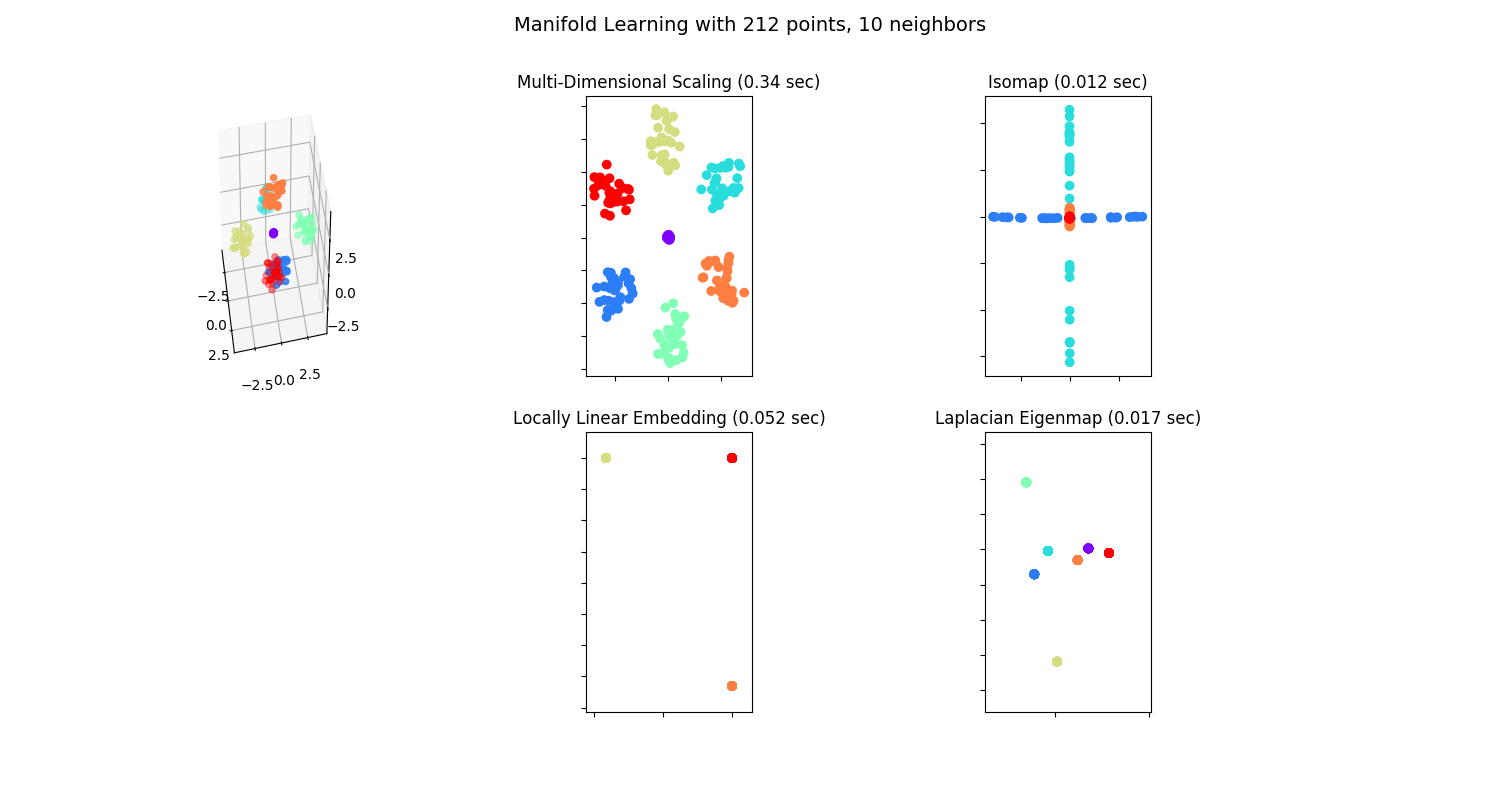 Manifold Learning with 212 points, 10 neighbors
Multi-Dimensional Scaling (0.34 sec)
Isomap (0.012 sec)
2.5
−2.5
0.0
0.0
−2.5
2.5
2.5
0.0
−2.5
Locally Linear Embedding (0.052 sec)
Laplacian Eigenmap (0.017 sec)